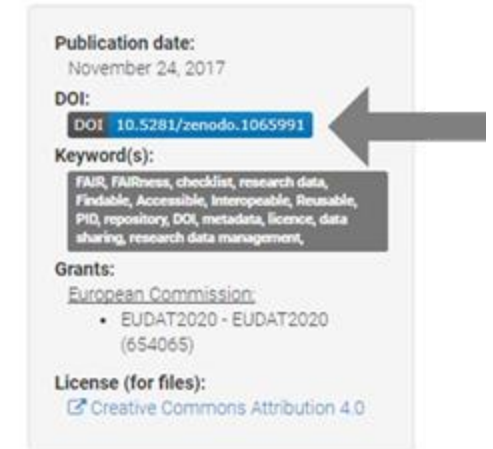 Publication date:
November 24, 2017
DOI:
DOI 10.5281/zenodo.1065991
Keyword(s):
FAIR, FAIRness, checklist, research data,
Findable, Accessible, Interopeable, Reusable,
PID, repository, DOI, metadata, licence, data
sharing, research data management,
Grants:
European Commission:
• EUDAT2020 - EUDAT2020
(654065)
License (for files):
Creative Commons Attribution 4.0